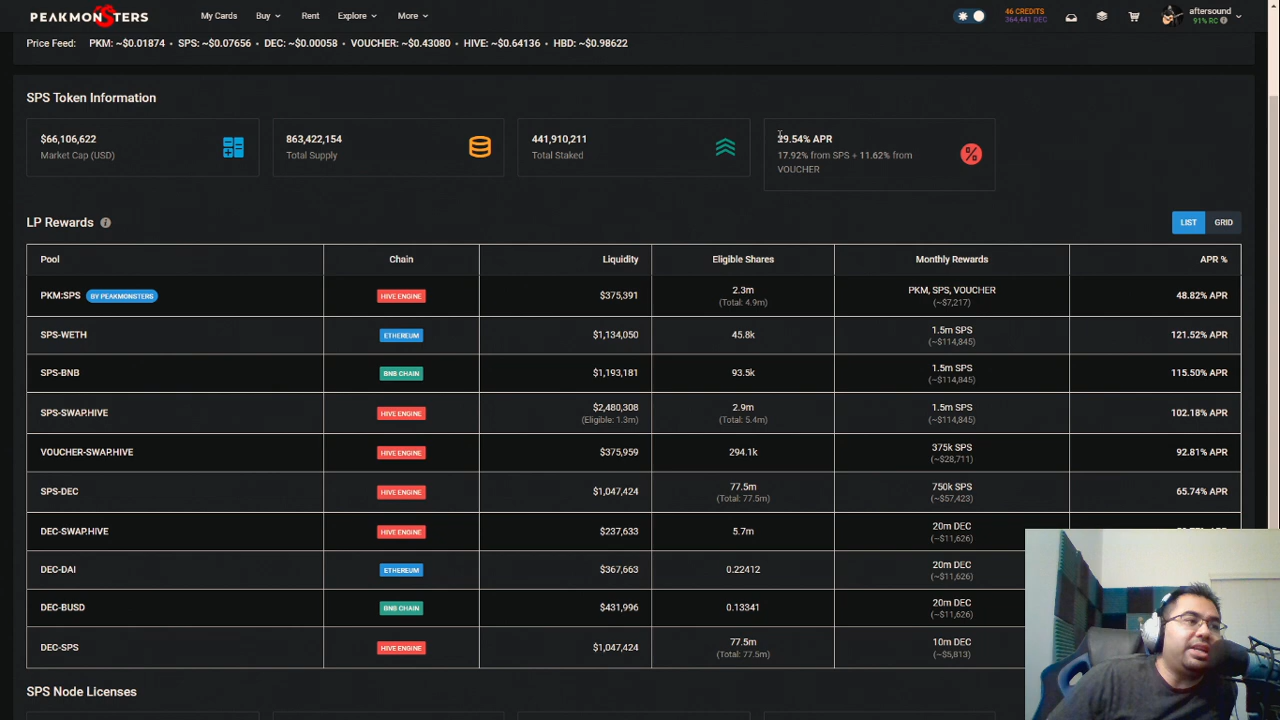 PEAKMONSTERS My Cards Buy Rent Explore More 46 CREDITS aftersound
364,441 DEC 91% RC
Price Feed: PKM: ~$0.01874 • SPS: ~$0.07656 • DEC: ~$0.00058 • VOUCHER: ~$0.43080 • HIVE: ~$0.64136 • HBD: ~$0.98622
SPS Token Information
$66,106,622 863,422,154 441,910,211 29.54% APR
Market Cap (USD) Total Supply Total Staked 17.92% from SPS + 11.62% from
VOUCHER
LP Rewards LIST GRID
Pool Chain Liquidity Eligible Shares Monthly Rewards APR %
PKM:SPS BY PEAKMONSTERS HIVE ENGINE $375,391 2.3m PKM, SPS, VOUCHER 48.82% APR
(Total: 4.9m) (~$7,217)
SPS-WETH ETHEREUM $1,134,050 45.8k 1.5m SPS 121.52% APR
(~$114,845)
SPS-BNB BNB CHAIN $1,193,181 93.5k 1.5m SPS 115.50% APR
(~$114,845)
SPS-SWAP.HIVE HIVE ENGINE $2,480,308 2.9m 1.5m SPS 102.18% APR
(Eligible: 1.3m) (Total: 5.4m) (~$114,845)
VOUCHER-SWAP.HIVE HIVE ENGINE $375,959 294.1k 375k SPS 92.81% APR
(~$28,711)
SPS-DEC HIVE ENGINE $1,047,424 77.5m 750k SPS 65.74% APR
(Total: 77.5m) (~$57,423)
DEC-SWAP.HIVE HIVE ENGINE $237,633 5.7m 20m DEC
(~$11,626)
DEC-DAI ETHEREUM $367,663 0.22412 20m DEC
(~$11,626)
DEC-BUSD BNB CHAIN $431,996 0.13341 20m DEC
(~$11,626)
DEC-SPS HIVE ENGINE $1,047,424 77.5m 10m DEC
(Total: 77.5m) (~$5,813)
SPS Node Licenses